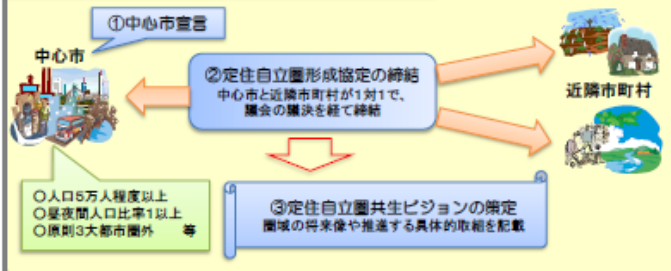 ①中心市宣言
中心市
②定住自立圏形成協定の締結
中心市と近隣市町村が1対1で、
議会の議決を経て締結
近隣市町村
○人口5万人程度以上
○昼夜間人口比率1以上
○原則3大都市圏外　等
③定住自立圏共生ビジョンの策定
圏域の将来像や推進する具体的取組を記載